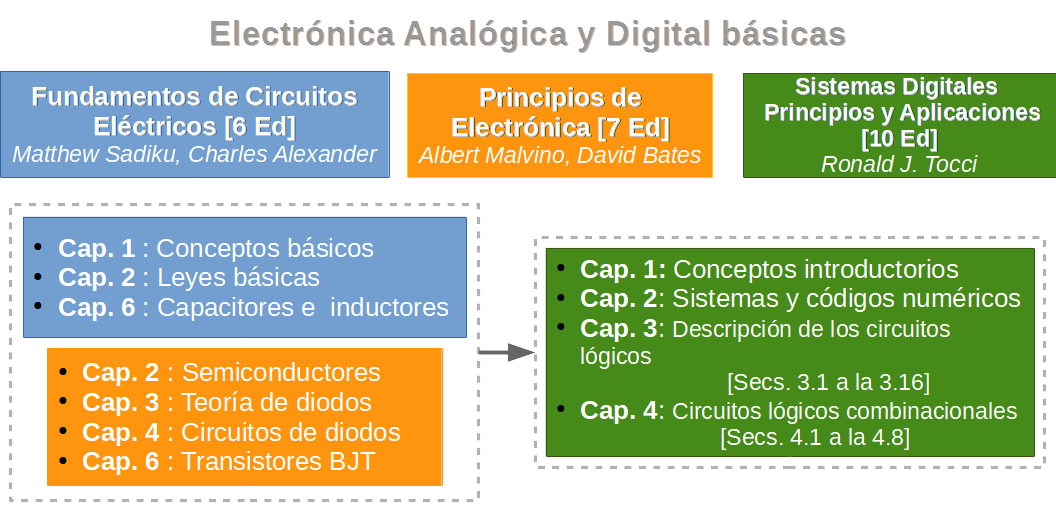 Electrónica Analógica y Digital básicas
Fundamentos de Circuitos
Eléctricos [6 Ed]
Matthew Sadiku, Charles Alexander
Principios de
Electrónica [7 Ed]
Albert Malvino, David Bates
Sistemas Digitales
Principios y Aplicaciones
[10 Ed]
Ronald J. Tocci
• Cap. 1 : Conceptos básicos
• Cap. 2 : Leyes básicas
• Cap. 6 : Capacitores e inductores
• Cap. 2 : Semiconductores
• Cap. 3 : Teoría de diodos
• Cap. 4 : Circuitos de diodos
• Cap. 6 : Transistores BJT
• Cap. 1: Conceptos introductorios
• Cap. 2: Sistemas y códigos numéricos
• Cap. 3: Descripción de los circuitos
lógicos
[Secs. 3.1 a la 3.16]
• Cap. 4: Circuitos lógicos combinacionales
[Secs. 4.1 a la 4.8]